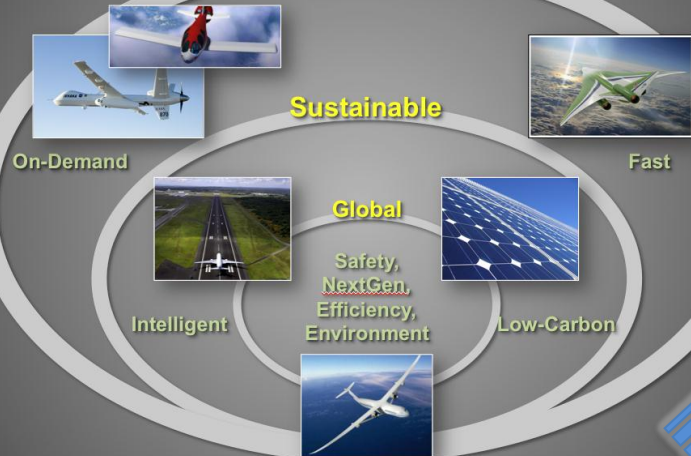 Sustainable
On-Demand
Fast
Global
Safety,
NextGen,
Efficiency,
Environment
Intelligent
Low-Carbon